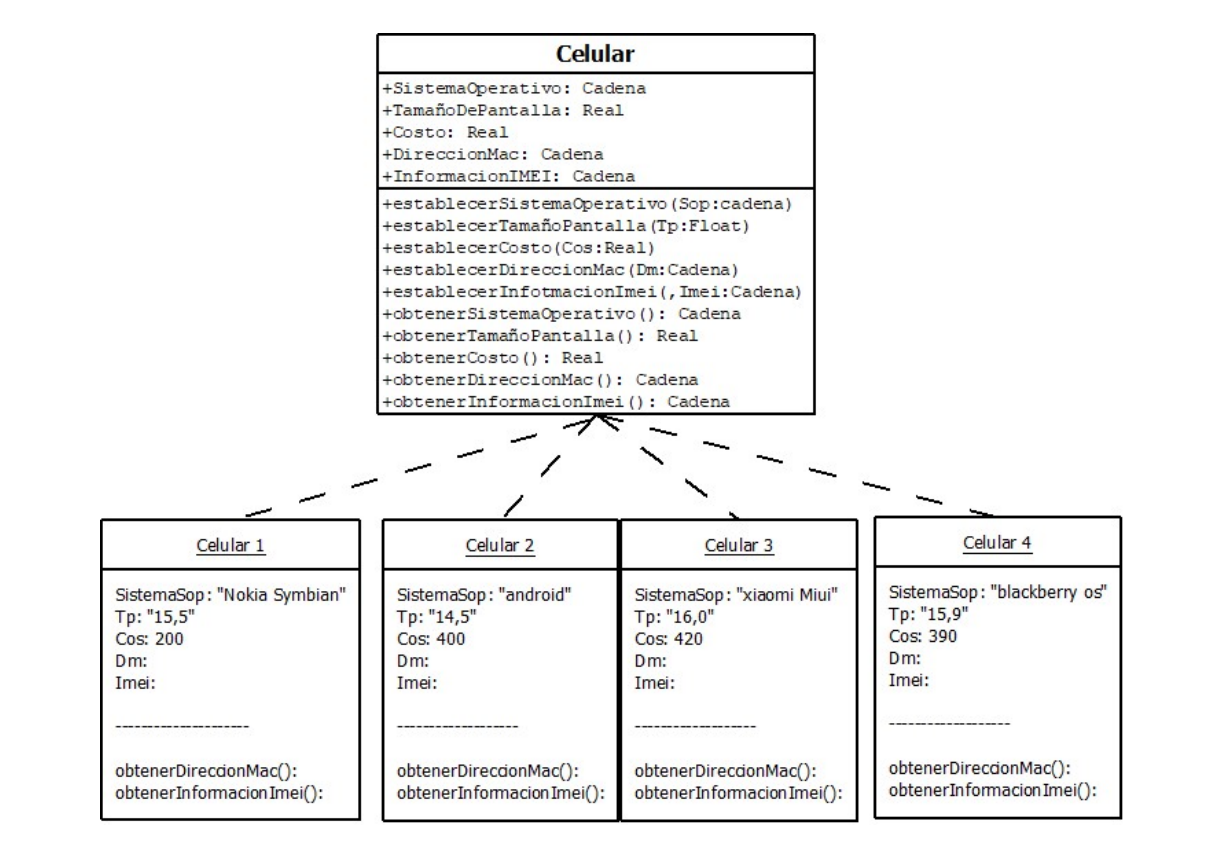 Celular
+SistemaOperativo: Cadena
+TamañoDePantalla: Real
+Costo: Real
+DireccionMac: Cadena
+InformacionIMEI: Cadena
+establecerSistemaOperativo(Sop:cadena)
+establecerTamañoPantalla(Tp:Float)
+establecerCosto(Cos:Real)
+establecerDireccionMac(Dm:Cadena)
+establecerInfotmacionImei(,Imei:Cadena)
+obtenerSistemaOperativo(): Cadena
+obtenerTamañoPantalla(): Real
+obtenerCosto(): Real
+obtenerDireccionMac(): Cadena
+obtenerInformacionImei(): Cadena
Celular 1
SistemaSop: "Nokia Symbian"
Tp: "15,5"
Cos: 200
Dm:
Imei:
---------------------
obtenerDireccionMac():
obtenerInformacionImei():
Celular 2
SistemaSop: "android"
Tp: "14,5"
Cos: 400
Dm:
Imei:
-------------------
obtenerDireccionMac():
obtenerInformacionImei():
Celular 3
SistemaSop: "xiaomi Miui"
Tp: "16,0"
Cos: 420
Dm:
Imei:
-------------------
obtenerDireccionMac():
obtenerInformacionImei():
Celular 4
SistemaSop: "blackberry os"
Tp: "15,9"
Cos: 390
Dm:
Imei:
-------------------
obtenerDireccionMac():
obtenerInformacionImei():